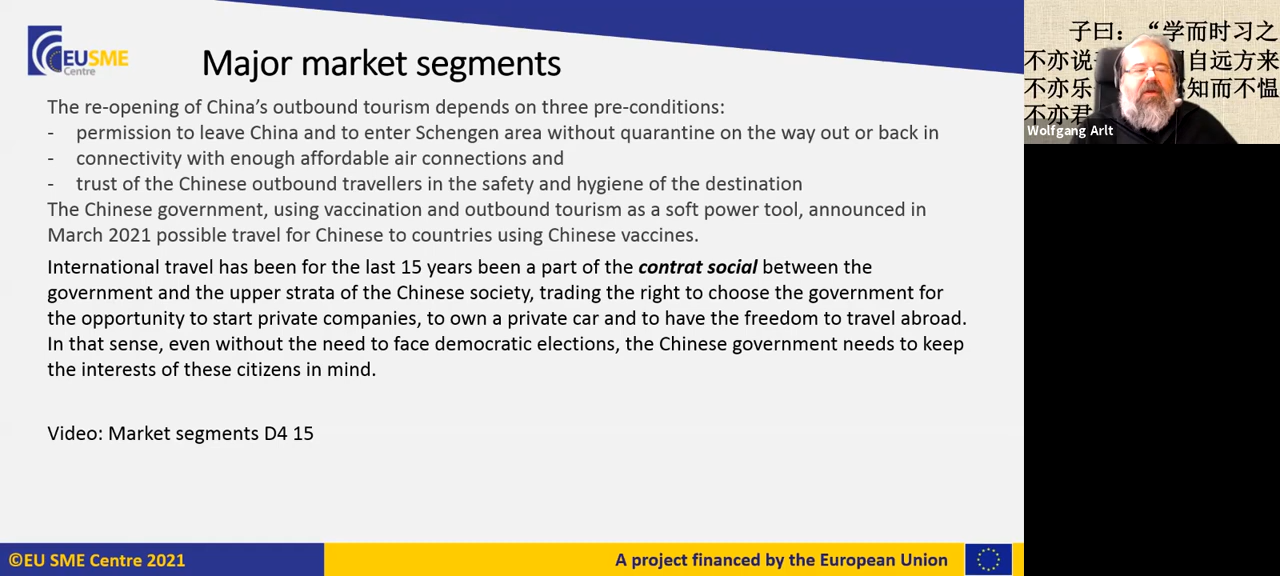 EUSME
Centre
Major market segments
The re-opening of China's outbound tourism depends on three pre-conditions:
- permission to leave China and to enter Schengen area without quarantine on the way out or back in
- connectivity with enough affordable air connections and
- trust of the Chinese outbound travellers in the safety and hygiene of the destination
The Chinese government, using vaccination and outbound tourism as a soft power tool, announced in
March 2021 possible travel for Chinese to countries using Chinese vaccines.
International travel has been for the last 15 years been a part of the contrat social between the
government and the upper strata of the Chinese society, trading the right to choose the government for
the opportunity to start private companies, to own a private car and to have the freedom to travel abroad.
In that sense, even without the need to face democratic elections, the Chinese government needs to keep
the interests of these citizens in mind.
Video: Market segments D4 15
©EU SME Centre 2021
A project financed by the European Union
子曰：“学而时习之
不亦说 自远方来
不亦乐 知而不愠
不亦君
Wolfgang Arlt